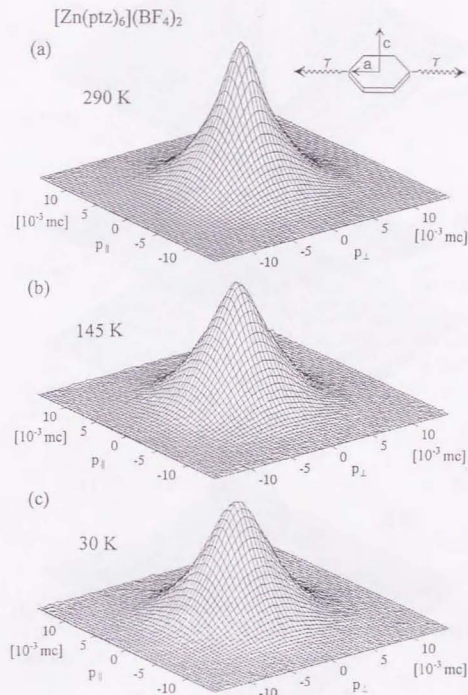 [Zn(ptz)₆](BF₄)₂
(a)
c
γ a γ
290 K
10
5
0
-5
-10
[10⁻³ mc]
p∥
-10
-5
0
5
10
[10⁻³ mc]
p⊥
(b)
145 K
10
5
0
-5
-10
[10⁻³ mc]
p∥
-10
-5
0
5
10
[10⁻³ mc]
p⊥
(c)
30 K
10
5
0
-5
-10
[10⁻³ mc]
p∥
-10
-5
0
5
10
[10⁻³ mc]
p⊥